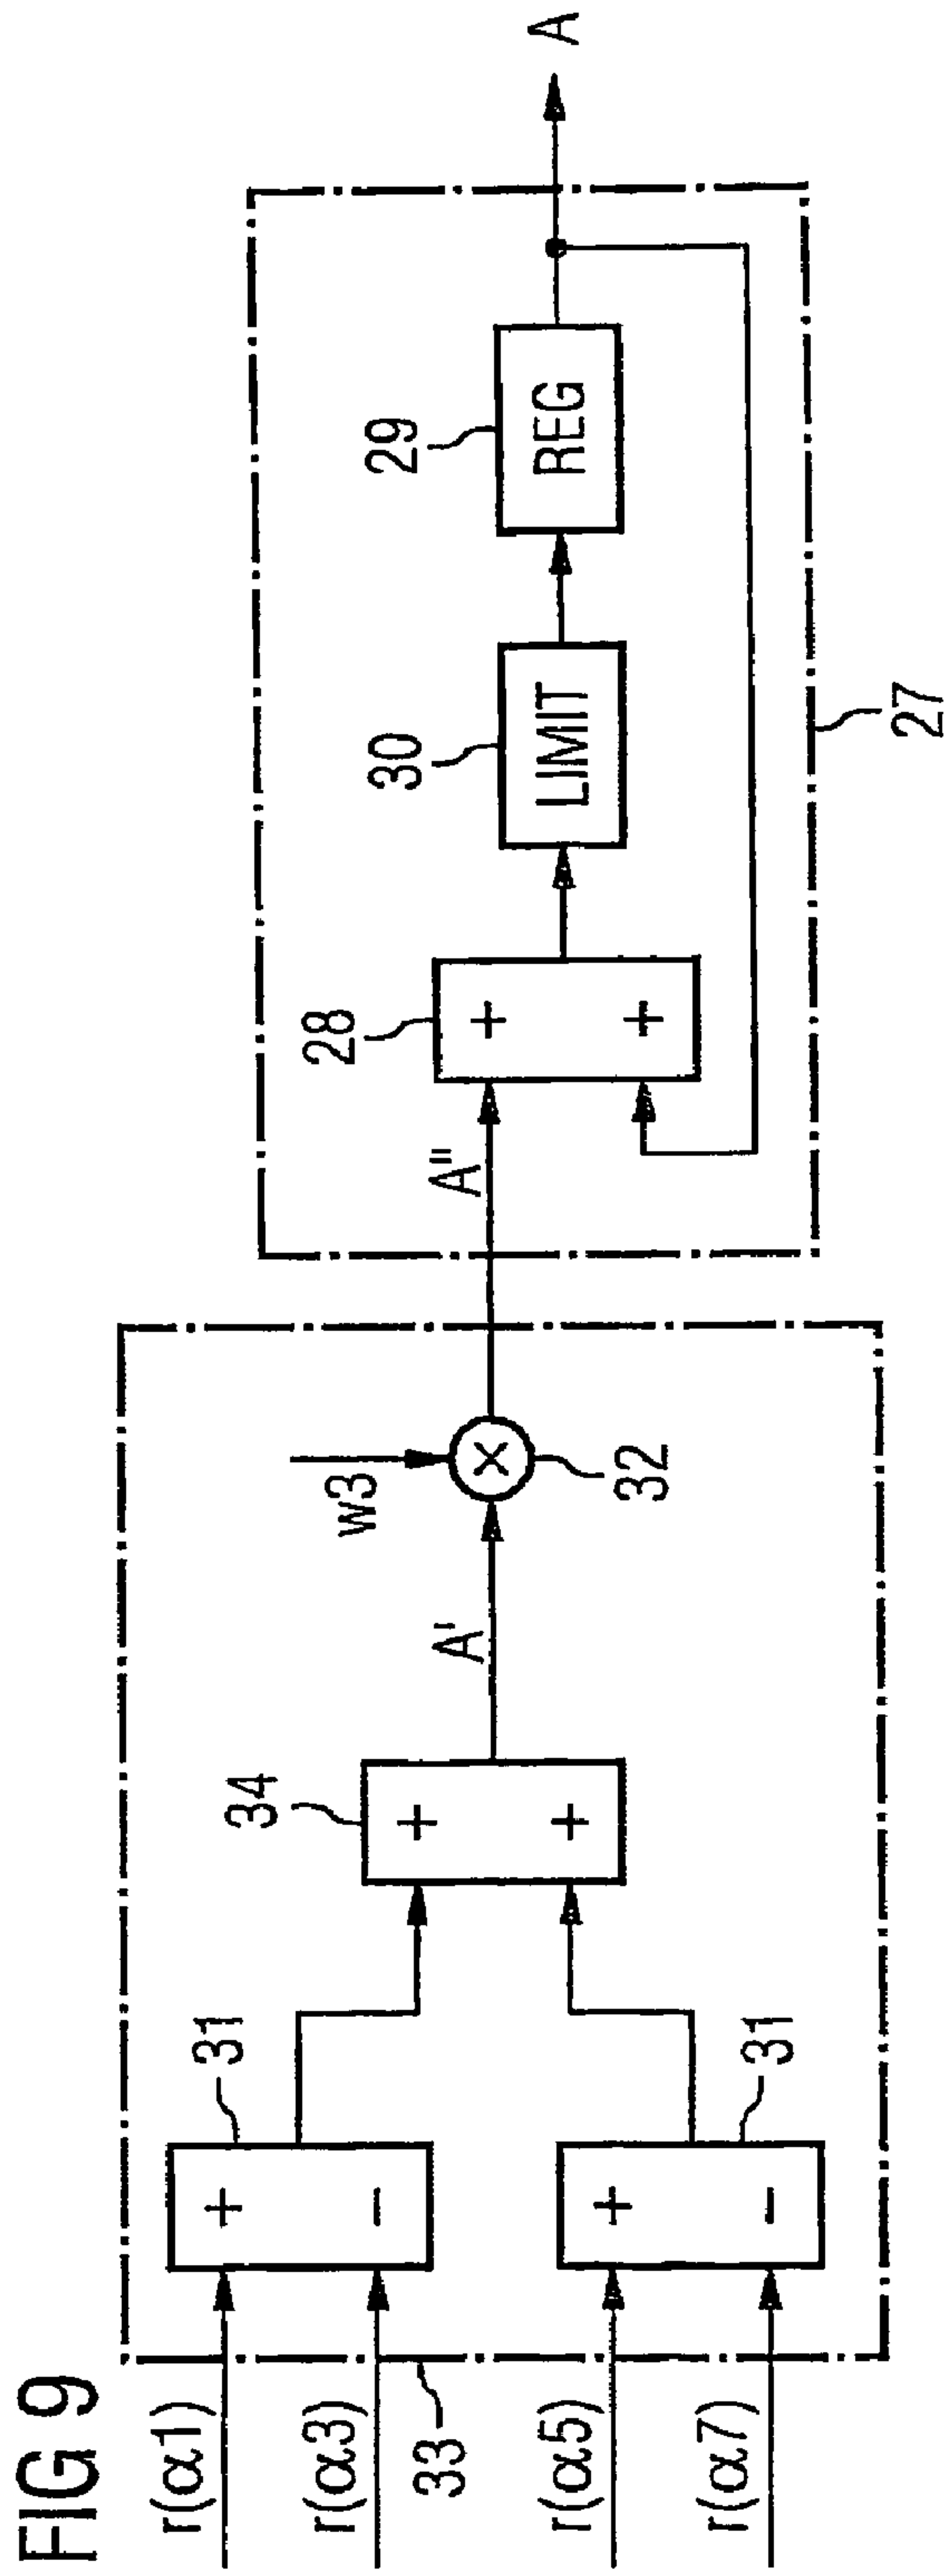 FIG 9
r(α1)
r(α3)
33
r(α5)
r(α7)
+
-
31
+
-
31
34
+
+
A'
w3
×
32
A"
28
+
+
30
LIMIT
29
REG
27
A